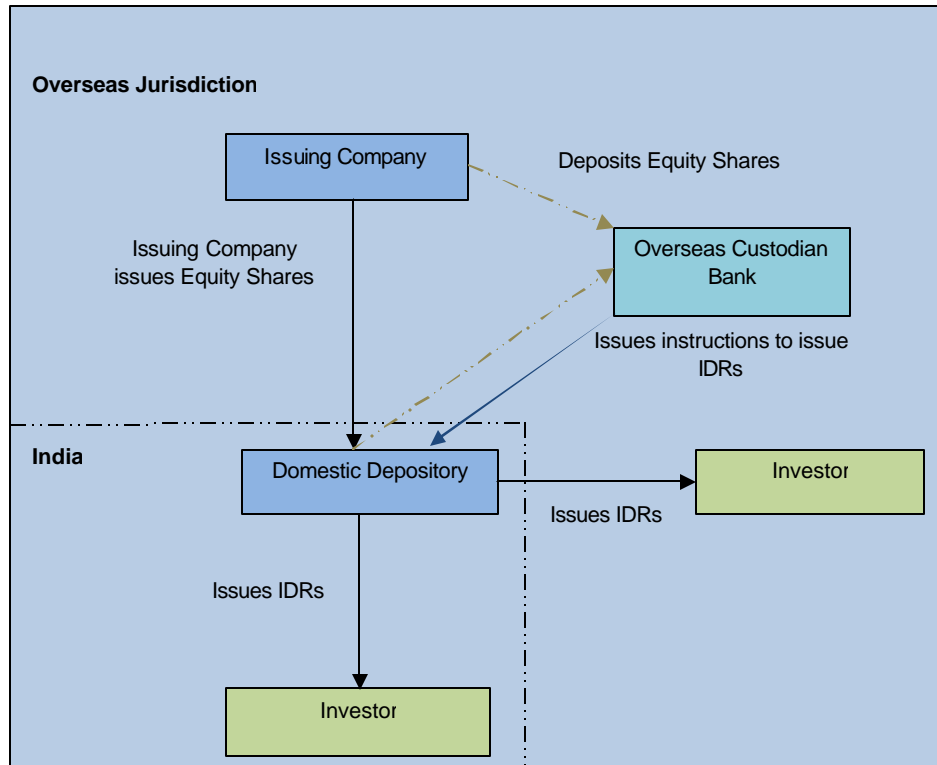 Overseas Jurisdiction
Issuing Company
Deposits Equity Shares
Issuing Company
issues Equity Shares
Overseas Custodian
Bank
Issues instructions to issue
IDRs
India
Domestic Depository
Investor
Issues IDRs
Issues IDRs
Investor